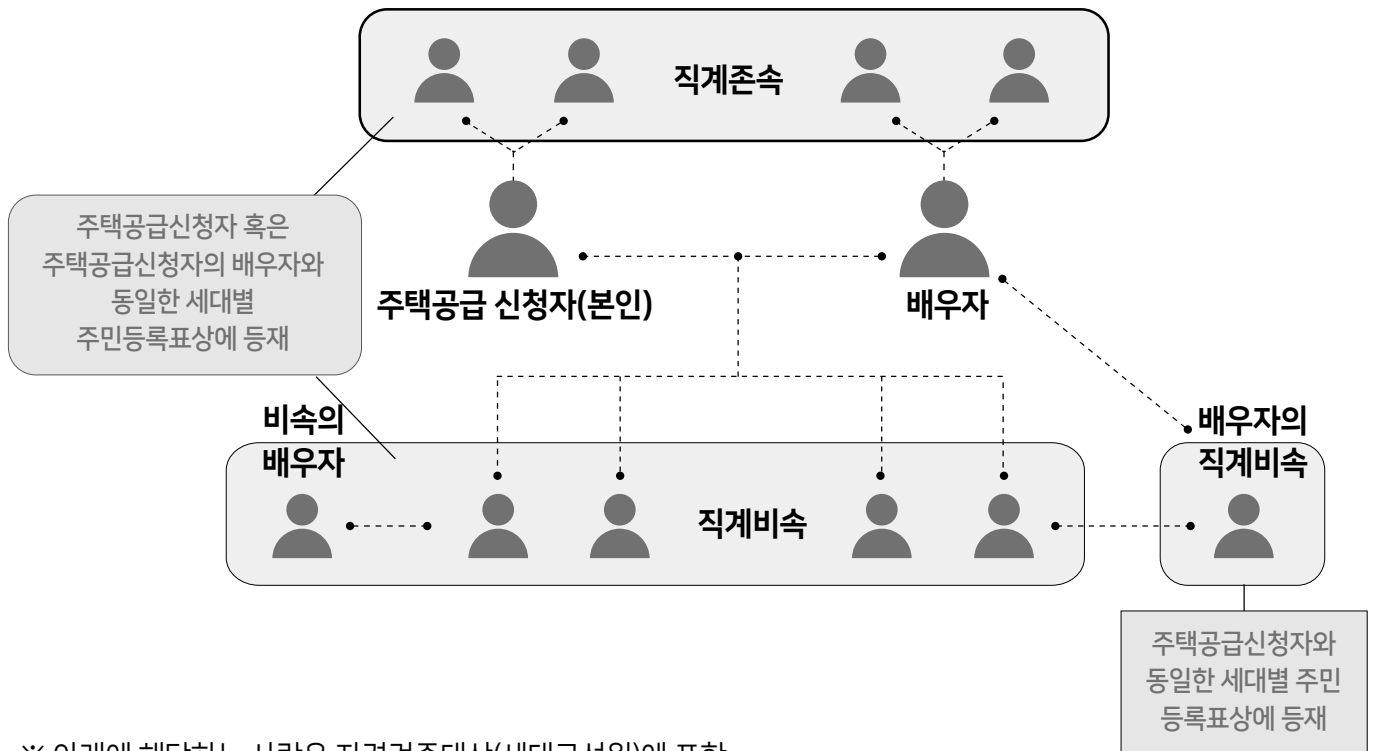 직계존속
주택공급신청자 혹은
주택공급신청자의 배우자와
동일한 세대별
주민등록표상에 등재
주택공급 신청자(본인)
배우자
비속의
배우자
직계비속
배우자의
직계비속
주택공급신청자와
동일한 세대별 주민
등록표상에 등재